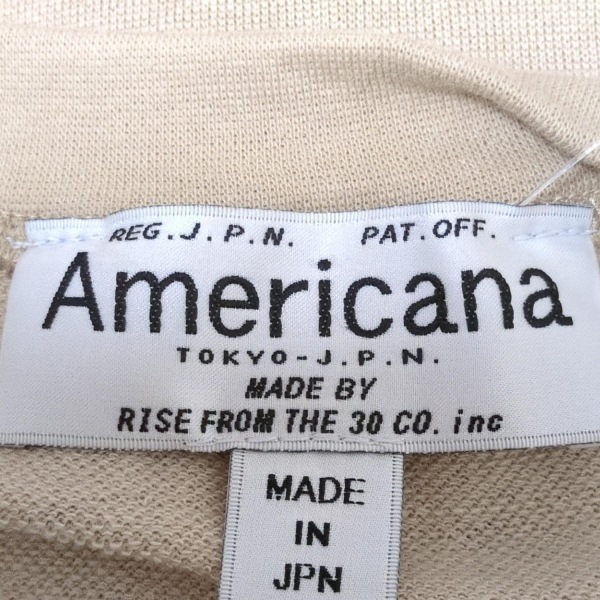 REG.J.P.N. PAT.OFF.
Americana
TOKYO-J.P.N.
MADE BY
RISE FROM THE 30 CO. inc
MADE
IN
JPN